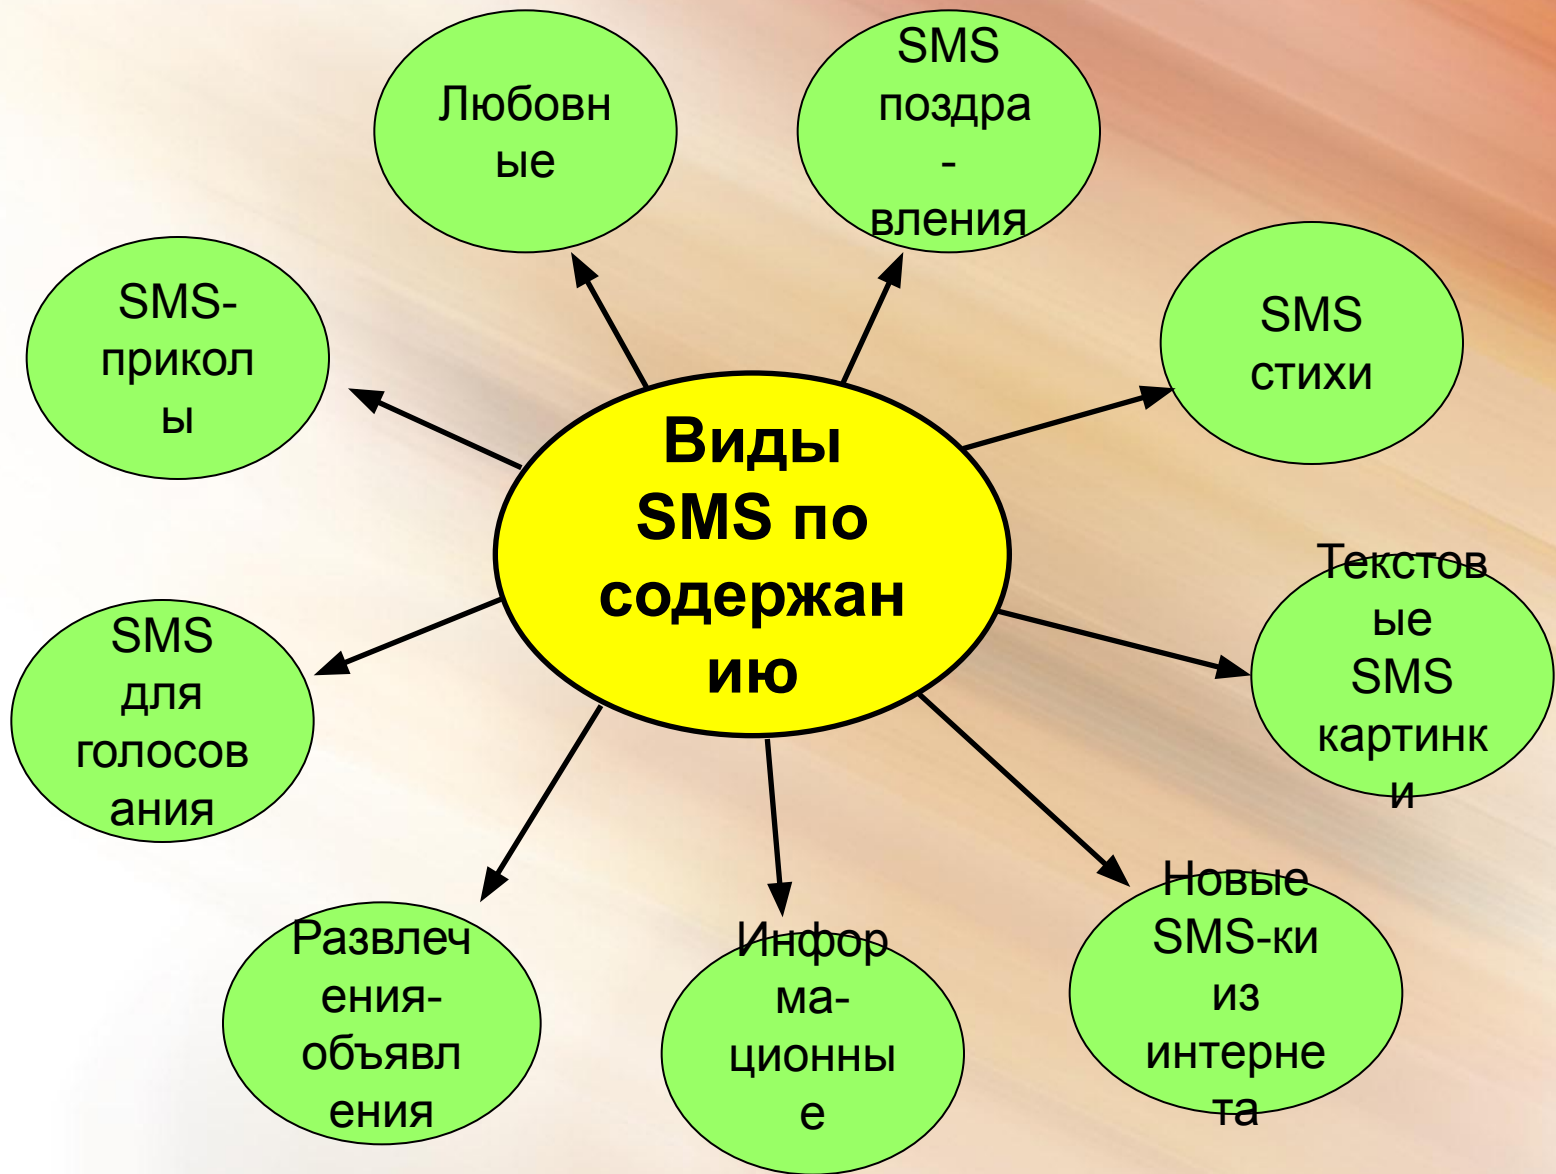 Любовн
ые
SMS
поздра
-
вления
SMS-
прикол
ы
SMS
стихи
Виды
SMS по
содержан
ию
Текстов
ые
SMS
картинк
и
SMS
для
голосов
ания
Новые
SMS-ки
из
интерне
та
Развлеч
ения-
объявл
ения
Инфор
ма-
ционны
е